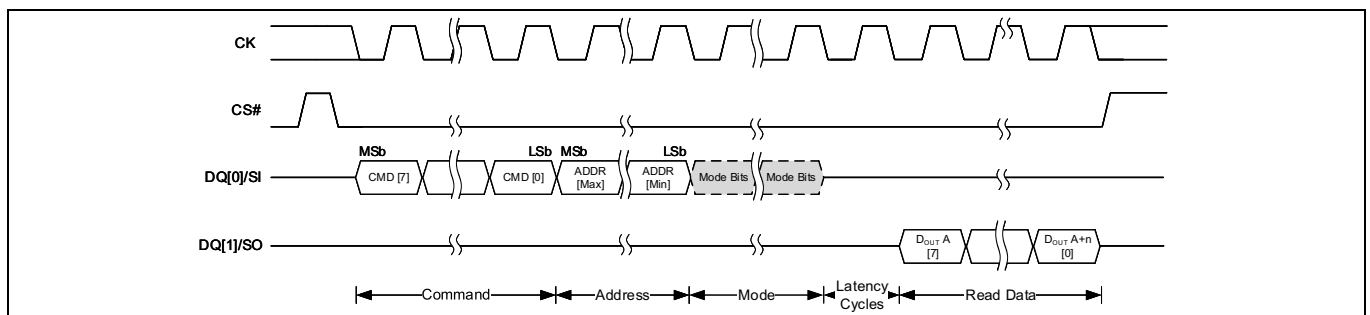 CK
CS#
MSb LSb MSb LSb
DQ[0]/SI CMD [7] CMD [0] ADDR [Max] ADDR [Min] Mode Bits Mode Bits
DQ[1]/SO DOUT A [7] DOUT A+n [0]
Command Address Mode Latency Cycles Read Data